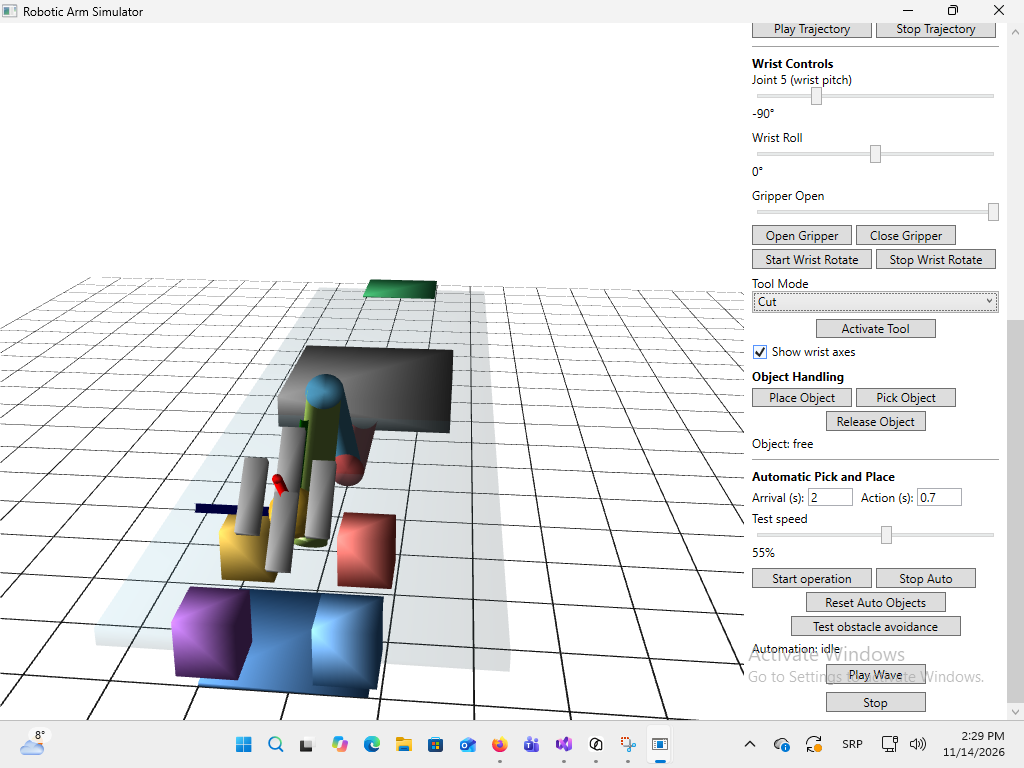 Robotic Arm Simulator
Play Trajectory Stop Trajectory
Wrist Controls
Joint 5 (wrist pitch)
-90°
Wrist Roll
0°
Gripper Open
Open Gripper Close Gripper
Start Wrist Rotate Stop Wrist Rotate
Tool Mode
Cut
Activate Tool
Show wrist axes
Object Handling
Place Object Pick Object
Release Object
Object: free
Automatic Pick and Place
Arrival (s): 2 Action (s): 0.7
Test speed
55%
Start operation Stop Auto
Reset Auto Objects
Test obstacle avoidance
Automation: idle
Activate Windows
Play Wave
Go to Settings to activate Windows.
Stop
8°
SRP
2:29 PM
11/14/2026